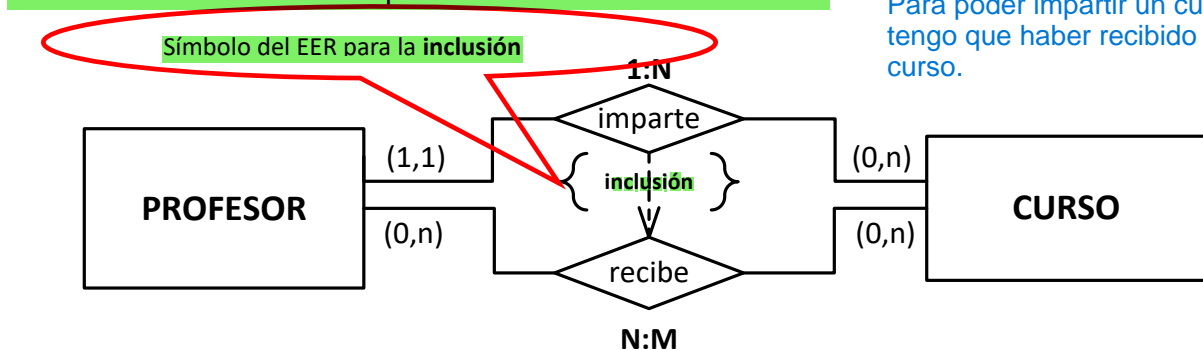 Para poder impartir un
tengo que haber recibido
curso.
Símbolo del EER para la inclusión
1:N
imparte
(1,1)
(0,n)
inclusión
PROFESOR
CURSO
(0,n)
(0,n)
recibe
N:M